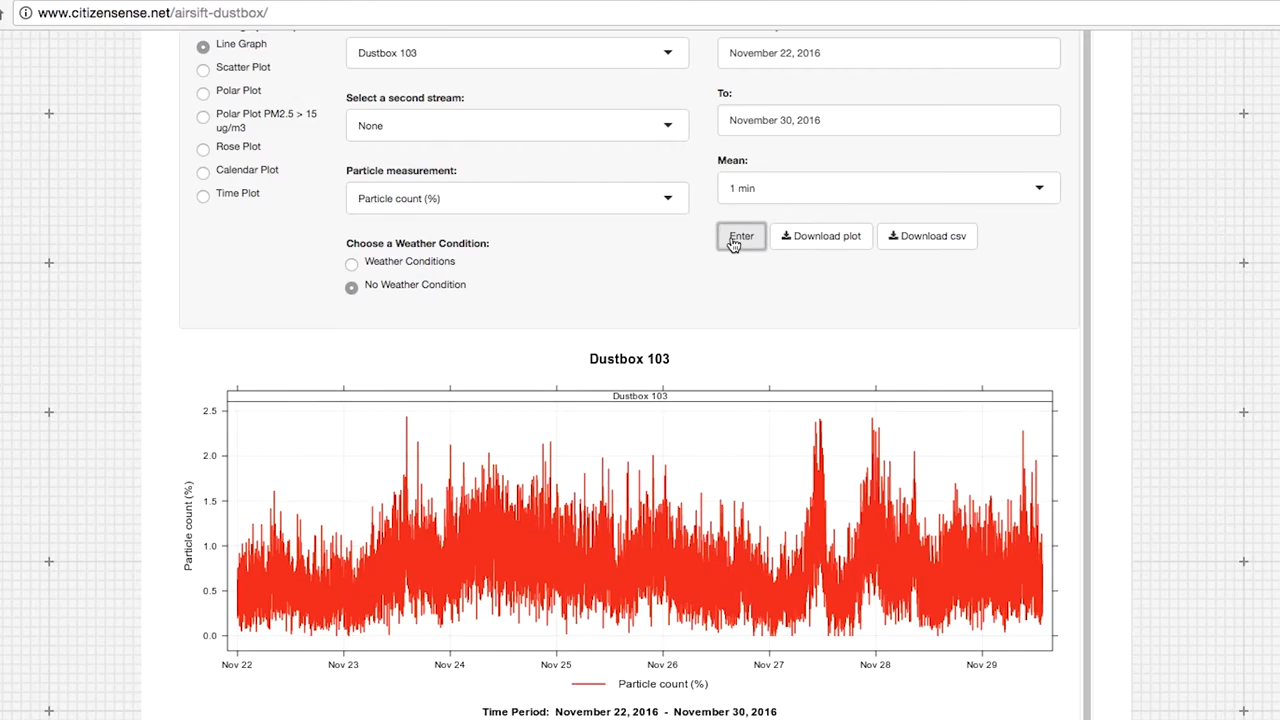 www.citizensense.net/airsift-dustbox/
Line Graph
Scatter Plot
Polar Plot
Polar Plot PM2.5 > 15
ug/m3
Rose Plot
Calendar Plot
Time Plot
Dustbox 103
Select a second stream:
None
Particle measurement:
Particle count (%)
Choose a Weather Condition:
Weather Conditions
No Weather Condition
November 22, 2016
To:
November 30, 2016
Mean:
1 min
Enter
Download plot
Download csv
Dustbox 103
Dustbox 103
Particle count (%)
2.5
2.0
1.5
1.0
0.5
0.0
Nov 22 Nov 23 Nov 24 Nov 25 Nov 26 Nov 27 Nov 28 Nov 29
Particle count (%)
Time Period: November 22, 2016 - November 30, 2016